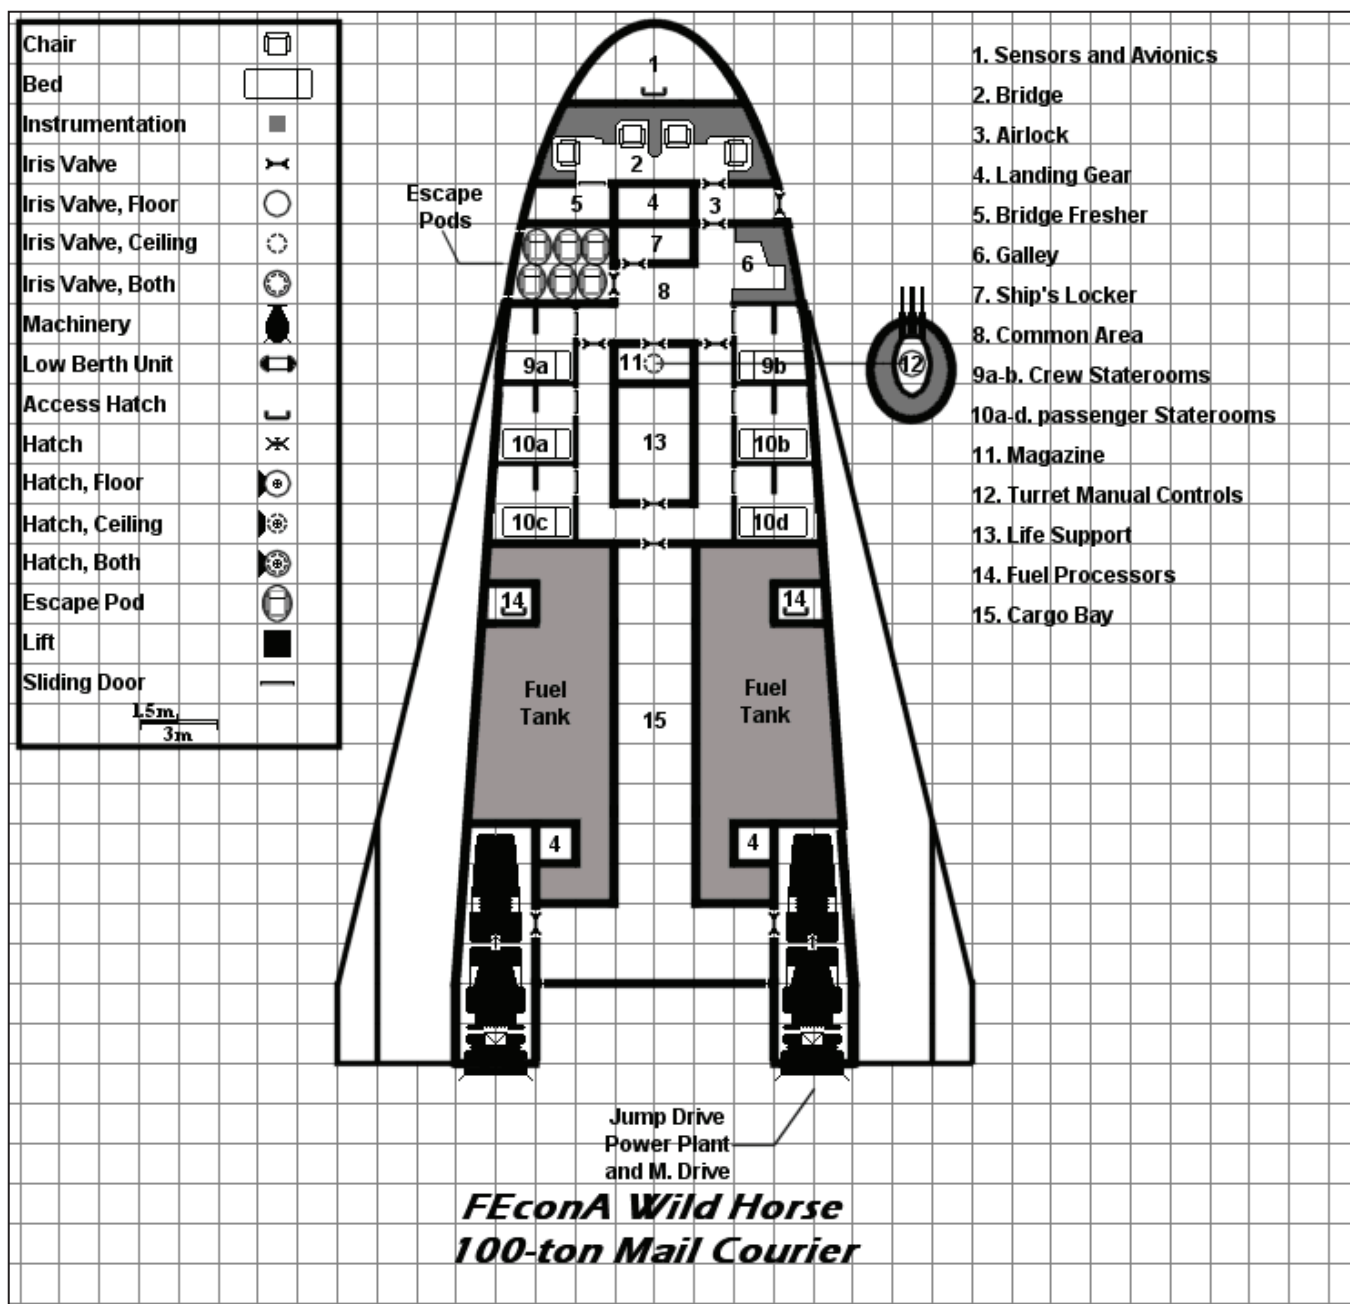 Chair
Bed
Instrumentation
Iris Valve
Iris Valve, Floor
Iris Valve, Ceiling
Iris Valve, Both
Machinery
Low Berth Unit
Access Hatch
Hatch
Hatch, Floor
Hatch, Ceiling
Hatch, Both
Escape Pod
Lift
Sliding Door
1.5m
3m
1
2
Escape
Pods
5
4
3
7
6
8
9a
11
9b
12
10a
13
10b
10c
10d
14
14
Fuel
Tank
Fuel
Tank
15
4
4
Jump Drive
Power Plant
and M. Drive
1. Sensors and Avionics
2. Bridge
3. Airlock
4. Landing Gear
5. Bridge Fresher
6. Galley
7. Ship's Locker
8. Common Area
9a-b. Crew Staterooms
10a-d. passenger Staterooms
11. Magazine
12. Turret Manual Controls
13. Life Support
14. Fuel Processors
15. Cargo Bay
FEconA Wild Horse
100-ton Mail Courier